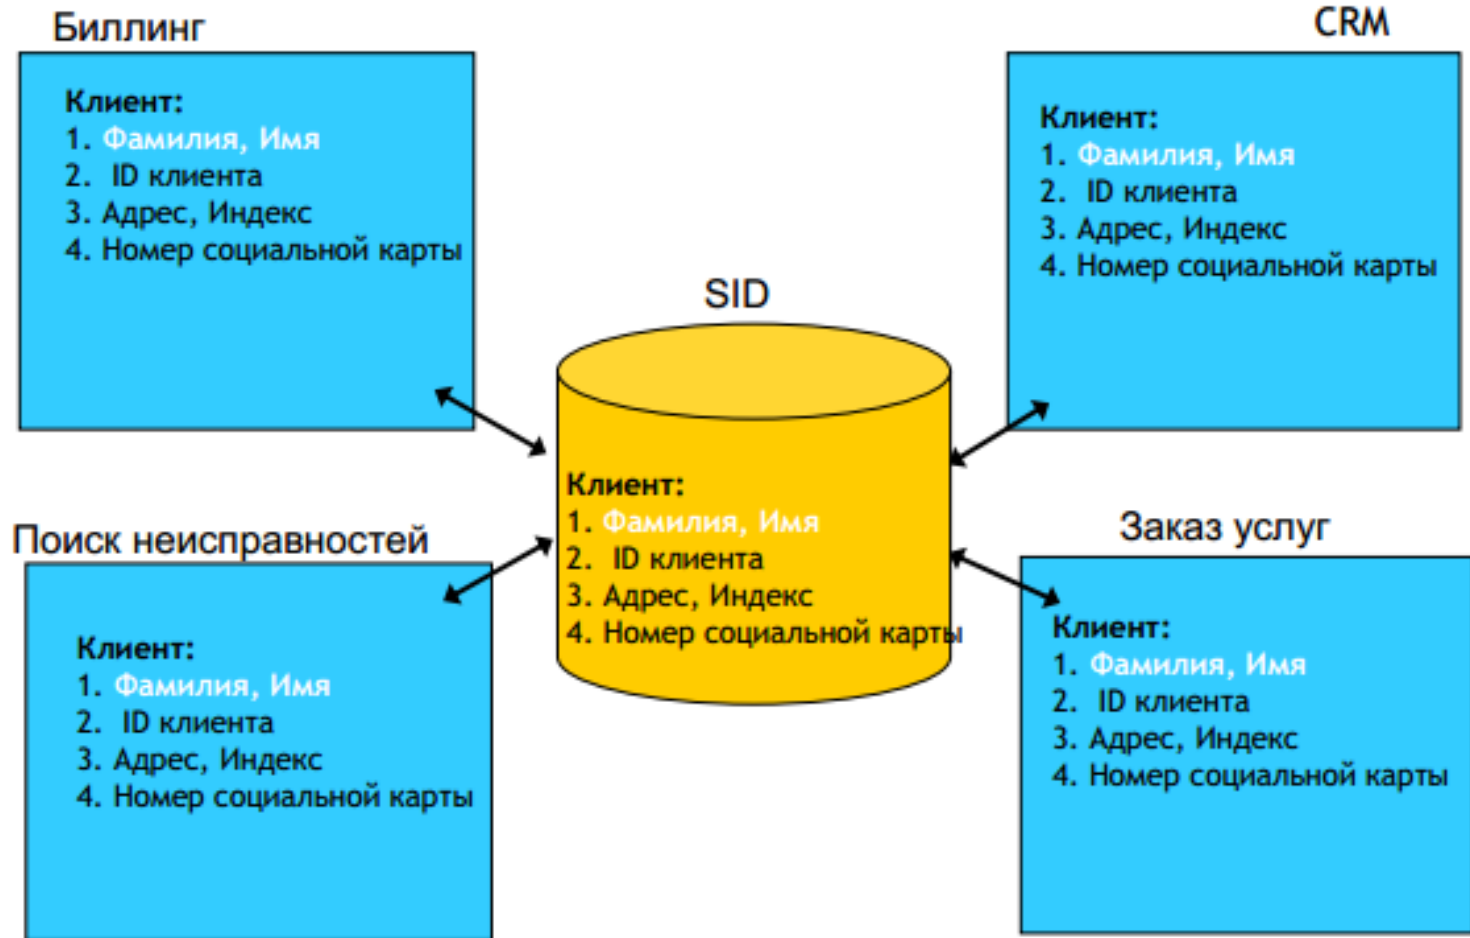 Биллинг
Клиент:
1. Фамилия, Имя
2. ID клиента
3. Адрес, Индекс
4. Номер социальной карты
CRM
Клиент:
1. Фамилия, Имя
2. ID клиента
3. Адрес, Индекс
4. Номер социальной карты
SID
Клиент:
1. Фамилия, Имя
2. ID клиента
3. Адрес, Индекс
4. Номер социальной карты
Поиск неисправностей
Клиент:
1. Фамилия, Имя
2. ID клиента
3. Адрес, Индекс
4. Номер социальной карты
Заказ услуг
Клиент:
1. Фамилия, Имя
2. ID клиента
3. Адрес, Индекс
4. Номер социальной карты